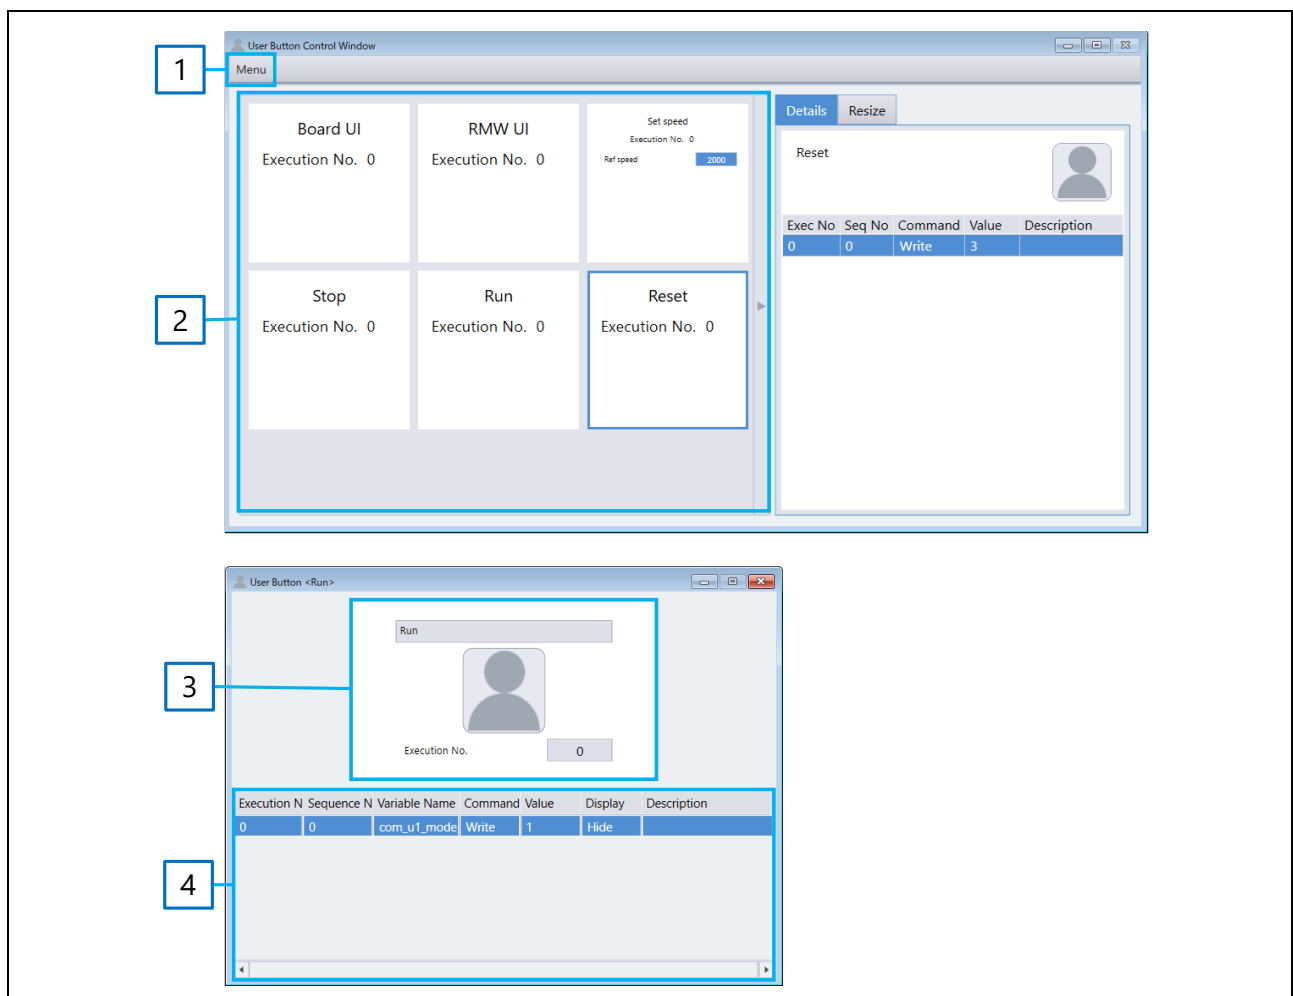 User Button Control Window
1
Menu
Board UI
Execution No. 0
RMW UI
Execution No. 0
Set speed
Execution No. 0
Ref speed 2000
Stop
Execution No. 0
Run
Execution No. 0
Reset
Execution No. 0
2
Details Resize
Reset
Exec No Seq No Command Value Description
0 0 Write 3
User Button <Run>
Run
3
Execution No. 0
Execution N Sequence N Variable Name Command Value Display Description
0 0 com_u1_mode Write 1 Hide
4